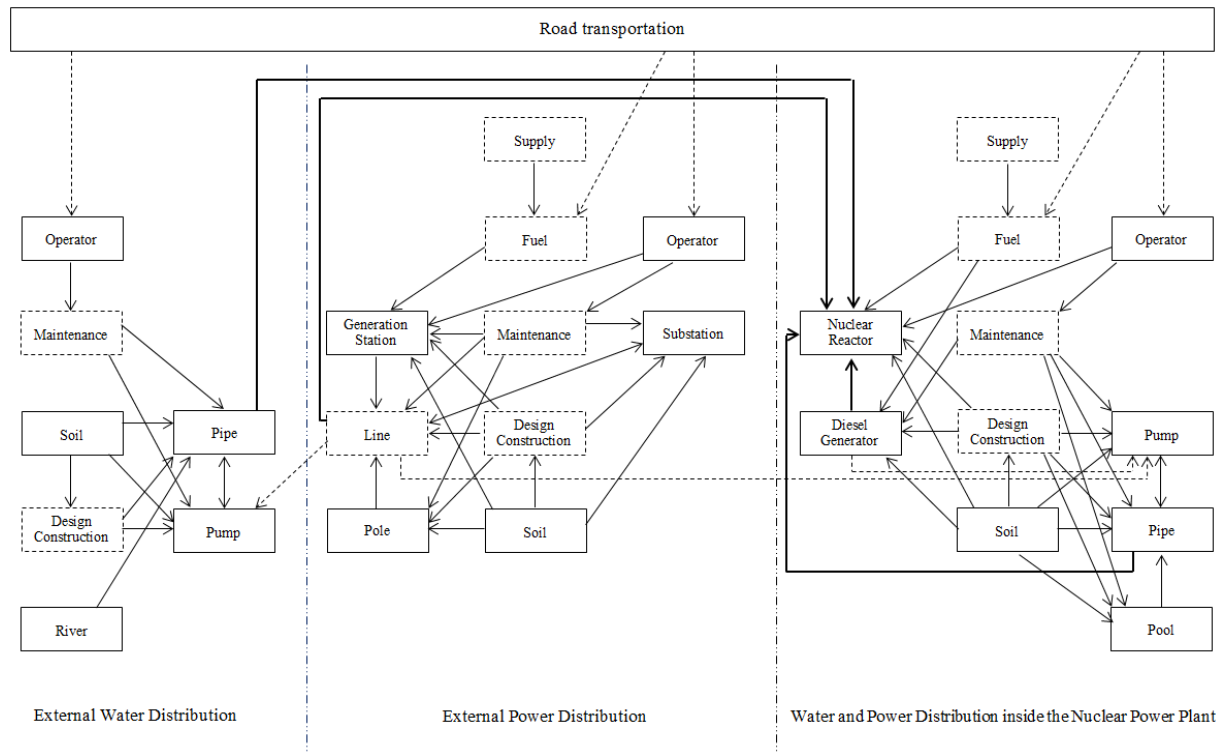 Road transportation
Supply
Supply
Operator
Fuel
Operator
Fuel
Operator
Maintenance
Generation
Station
Maintenance
Substation
Nuclear
Reactor
Maintenance
Soil
Pipe
Line
Design
Construction
Diesel
Generator
Design
Construction
Pump
Design
Construction
Pump
Pole
Soil
Soil
Pipe
River
Pool
External Water Distribution
External Power Distribution
Water and Power Distribution inside the Nuclear Power Plant